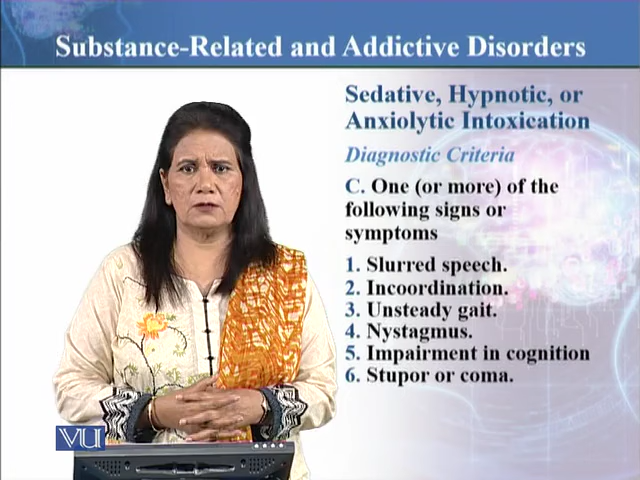 Substance-Related and Addictive Disorders
Sedative, Hypnotic, or
Anxiolytic Intoxication
Diagnostic Criteria
C. One (or more) of the
following signs or
symptoms
1. Slurred speech.
2. Incoordination.
3. Unsteady gait.
4. Nystagmus.
5. Impairment in cognition
6. Stupor or coma.
VU